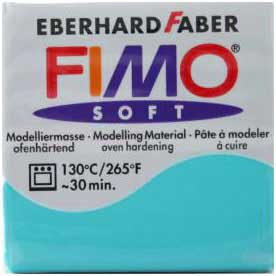 EBERHARD FABER
FIMO®
SOFT
Modelliermasse · Modelling Material · Pâte à modeler
ofenhärtend oven hardening à cuire
130°C/265°F
~30 min.